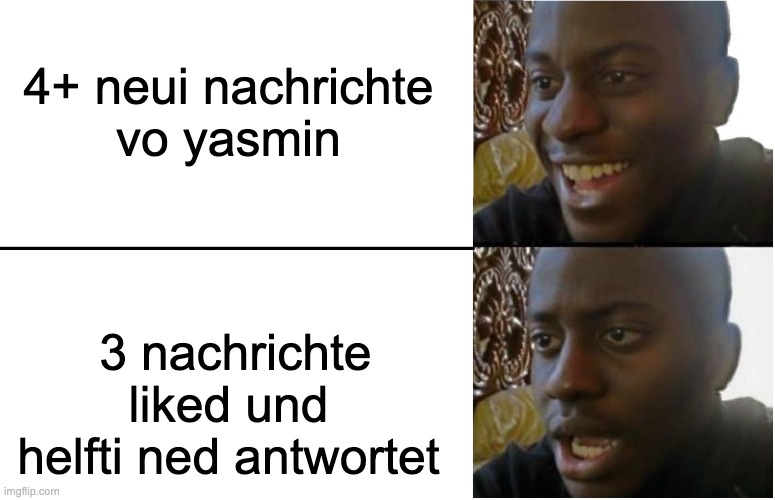 4+ neui nachrichte
vo yasmin
3 nachrichte
liked und
helfti ned antwortet
imgflip.com